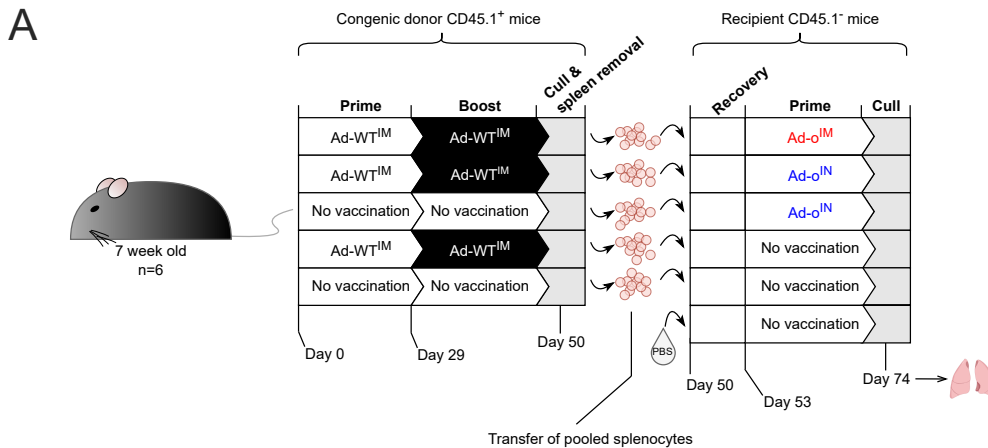 A
Congenic donor CD45.1⁺ mice
Recipient CD45.1⁻ mice
Cull &
spleen removal
Recovery
Prime
Boost
Prime
Cull
Ad-WTᴵᴹ
Ad-WTᴵᴹ
Ad-oᴵᴹ
Ad-WTᴵᴹ
Ad-WTᴵᴹ
Ad-oᴵᴺ
No vaccination
No vaccination
Ad-oᴵᴺ
Ad-WTᴵᴹ
Ad-WTᴵᴹ
No vaccination
No vaccination
No vaccination
No vaccination
No vaccination
7 week old
n=6
PBS
Day 0
Day 29
Day 50
Day 50
Day 53
Day 74
Transfer of pooled splenocytes